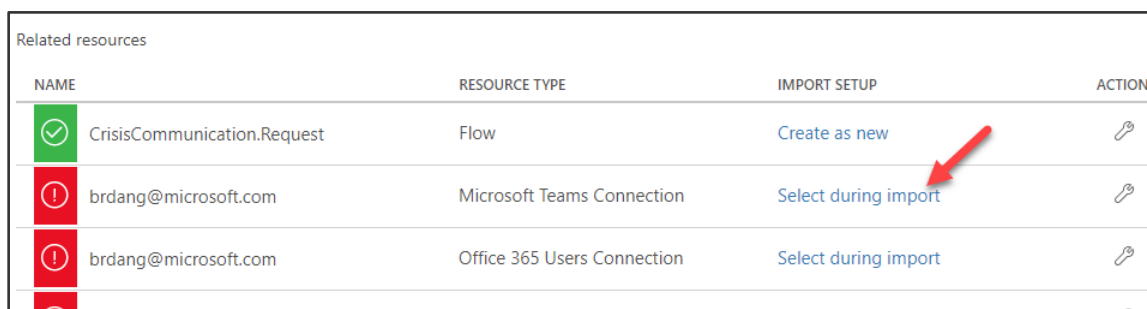 Related resources
NAME RESOURCE TYPE IMPORT SETUP ACTION
CrisisCommunication.Request Flow Create as new
brdang@microsoft.com Microsoft Teams Connection Select during import
brdang@microsoft.com Office 365 Users Connection Select during import